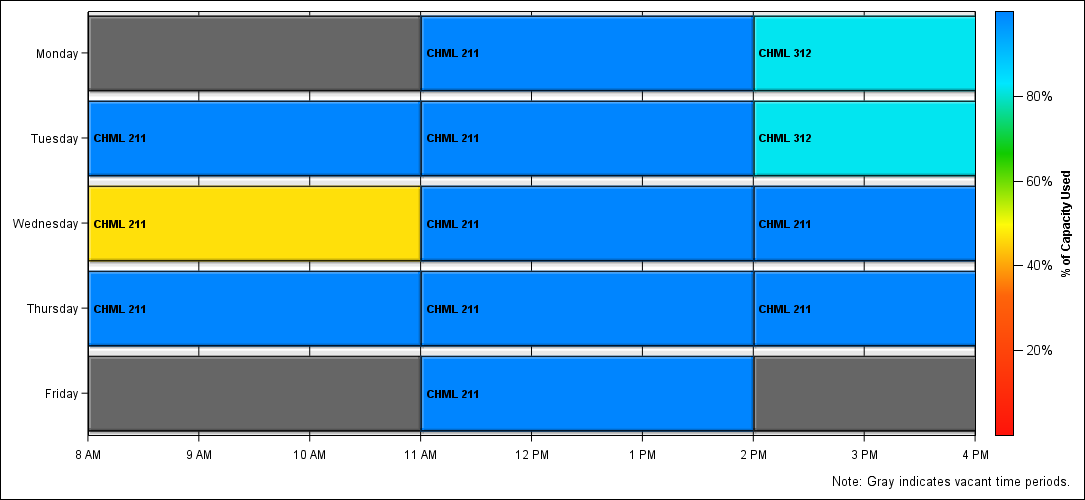 Monday
CHML 211
CHML 312
80%
Tuesday
CHML 211
CHML 211
CHML 312
60%
Wednesday
CHML 211
CHML 211
CHML 211
% of Capacity Used
40%
Thursday
CHML 211
CHML 211
CHML 211
20%
Friday
CHML 211
8 AM 9 AM 10 AM 11 AM 12 PM 1 PM 2 PM 3 PM 4 PM
Note: Gray indicates vacant time periods.